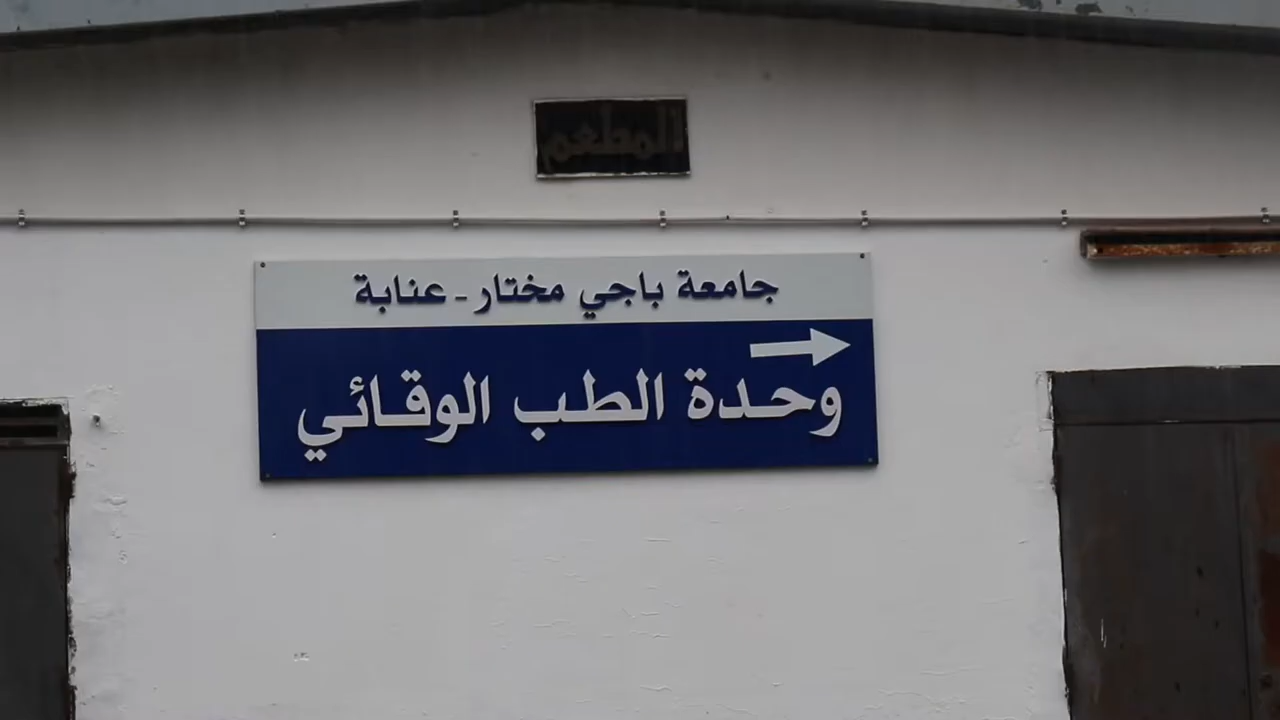 المطعم
جامعة باجي مختار - عنابة
وحدة الطب الوقائي